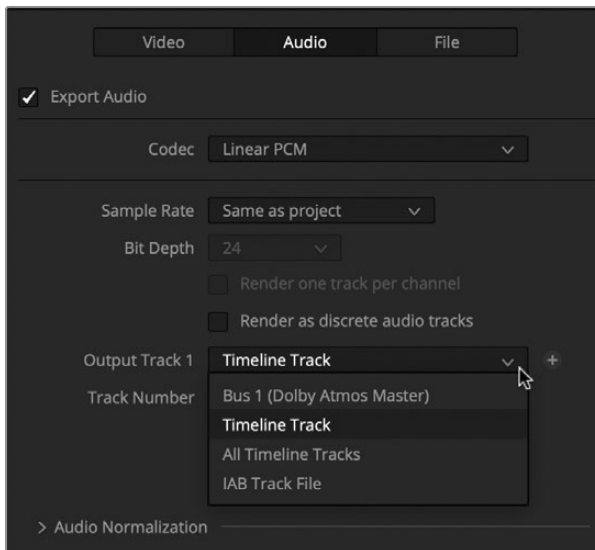 Video Audio File
Export Audio
Codec Linear PCM
Sample Rate Same as project
Bit Depth 24
Render one track per channel
Render as discrete audio tracks
Output Track 1 Timeline Track +
Track Number Bus 1 (Dolby Atmos Master)
Timeline Track
All Timeline Tracks
IAB Track File
> Audio Normalization